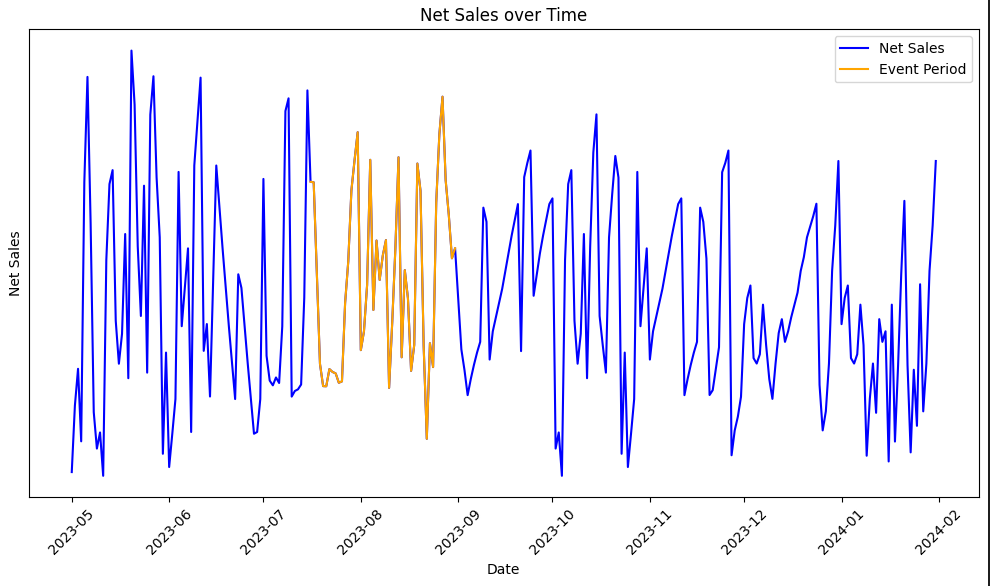 Net Sales over Time
Net Sales
Event Period
Net Sales
2023-05
2023-06
2023-07
2023-08
2023-09
2023-10
2023-11
2023-12
2024-01
2024-02
Date